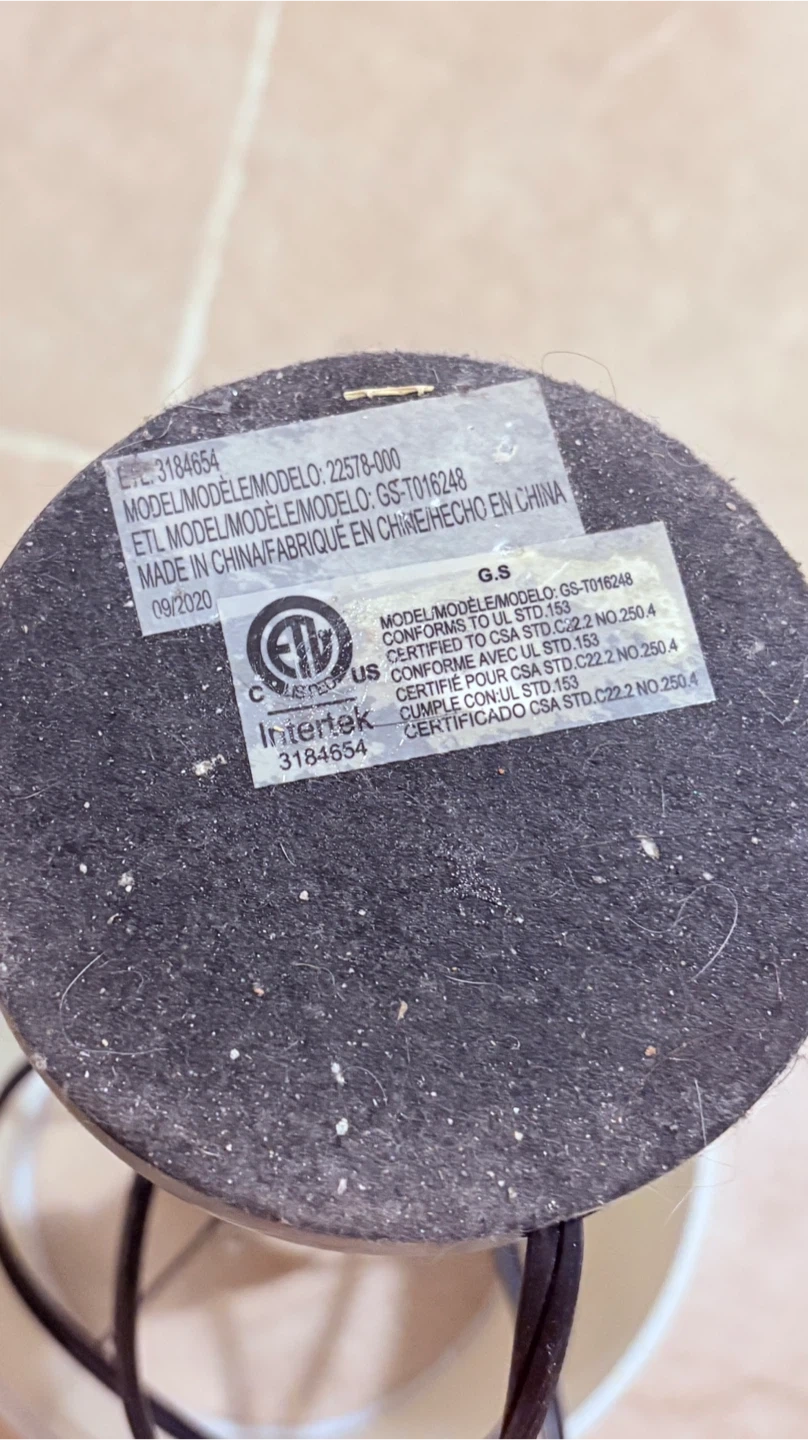 ETL: 3184654
MODEL/MODÈLE/MODELO: 22578-000
ETL MODEL/MODÈLE/MODELO: GS-T016248
MADE IN CHINA/FABRIQUÉ EN CHINE/HECHO EN CHINA
09/2020
G.S
MODEL/MODÈLE/MODELO: GS-T016248
CONFORMS TO UL STD.153
CERTIFIED TO CSA STD.C22.2 NO.250.4
CONFORME AVEC UL STD.153
CERTIFIÉ POUR CSA STD.C22.2 NO.250.4
CUMPLE CON:UL STD.153
CERTIFICADO CSA STD.C22.2 NO.250.4
ETL
C LISTED US
Intertek
3184654